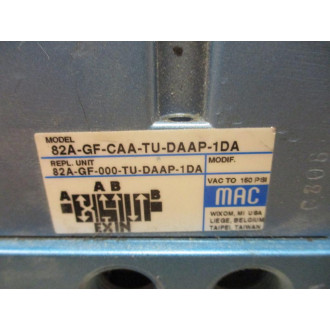 MODEL
82A-GF-CAA-TU-DAAP-1DA
REPL. UNIT
MODIF.
82A-GF-000-TU-DAAP-1DA
VAC TO 150 PSI
A A B B
EXIN
MAC
WIXOM, MI USA
LIEGE, BELGIUM
TAIPEI, TAIWAN